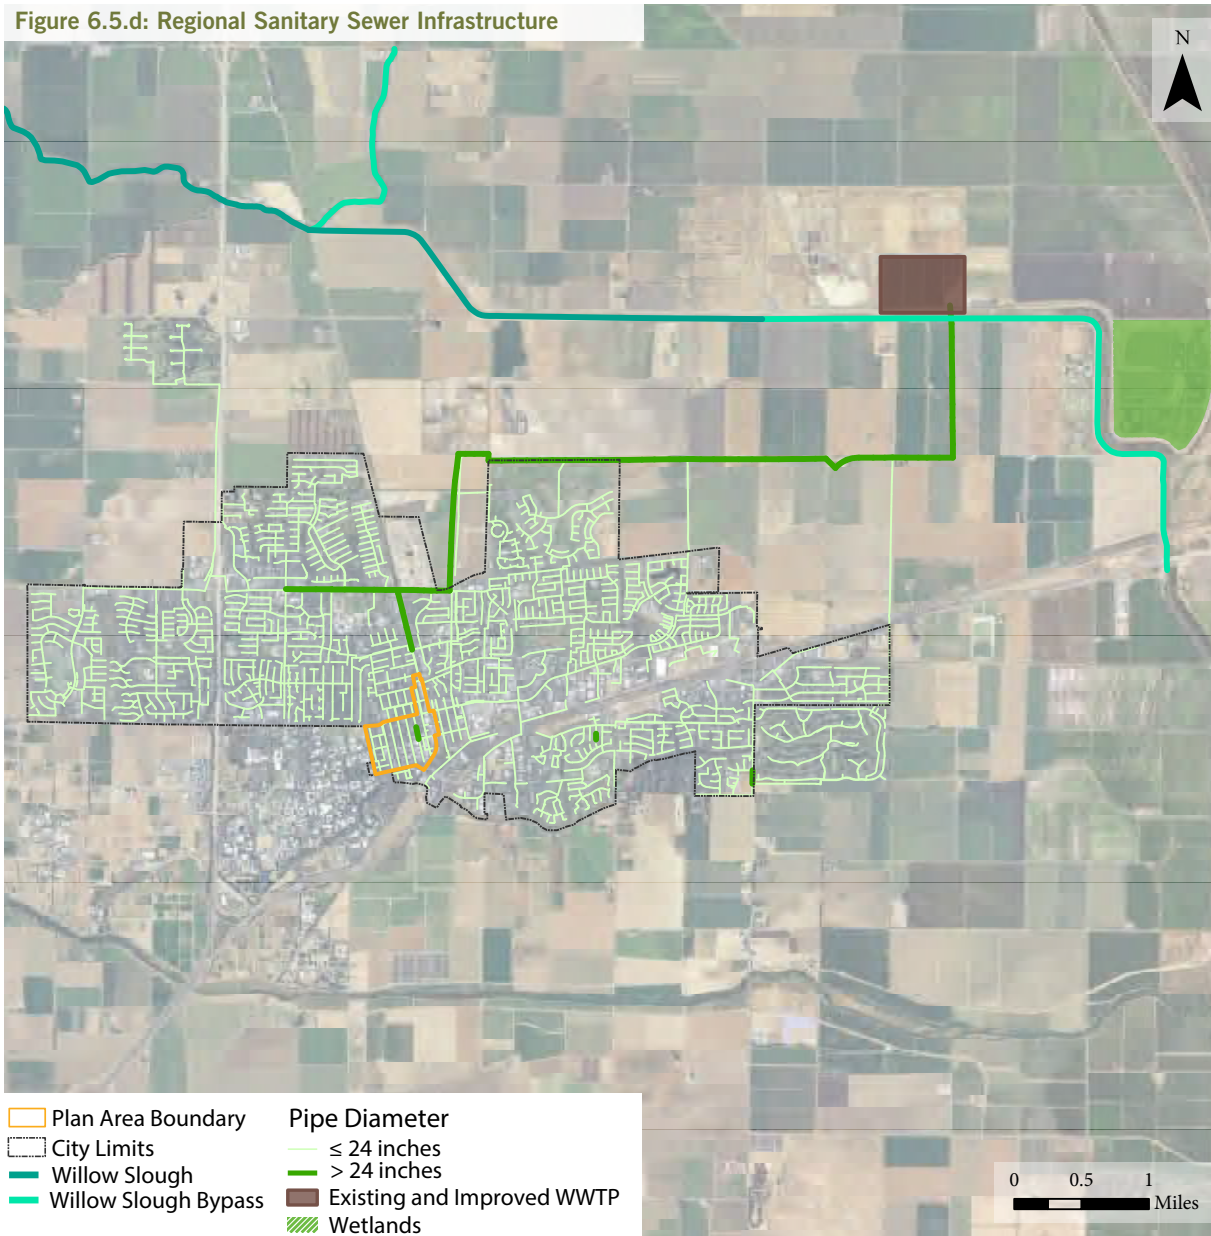 Figure 6.5.d: Regional Sanitary Sewer Infrastructure
N
Plan Area Boundary
City Limits
Willow Slough
Willow Slough Bypass
Pipe Diameter
≤ 24 inches
> 24 inches
Existing and Improved WWTP
Wetlands
0 0.5 1
Miles